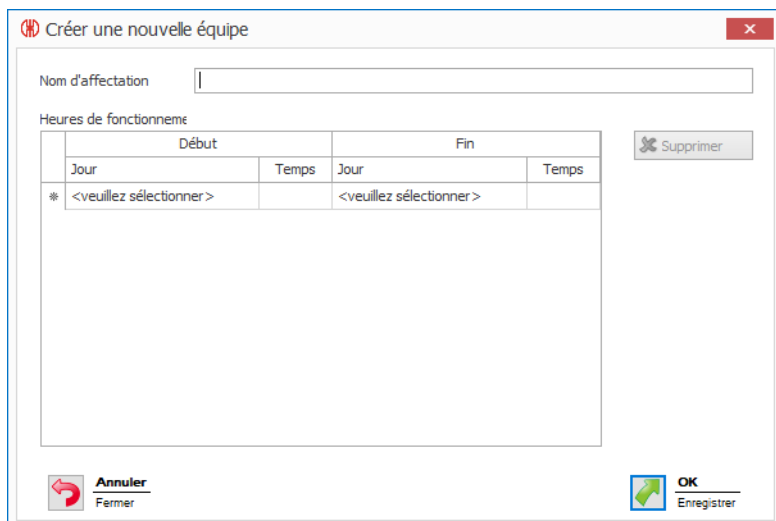 Créer une nouvelle équipe
Nom d'affectation
Heures de fonctionneme
Début Fin
Jour Temps Jour Temps
<veuillez sélectionner> <veuillez sélectionner>
Supprimer
Annuler
Fermer
OK
Enregistrer